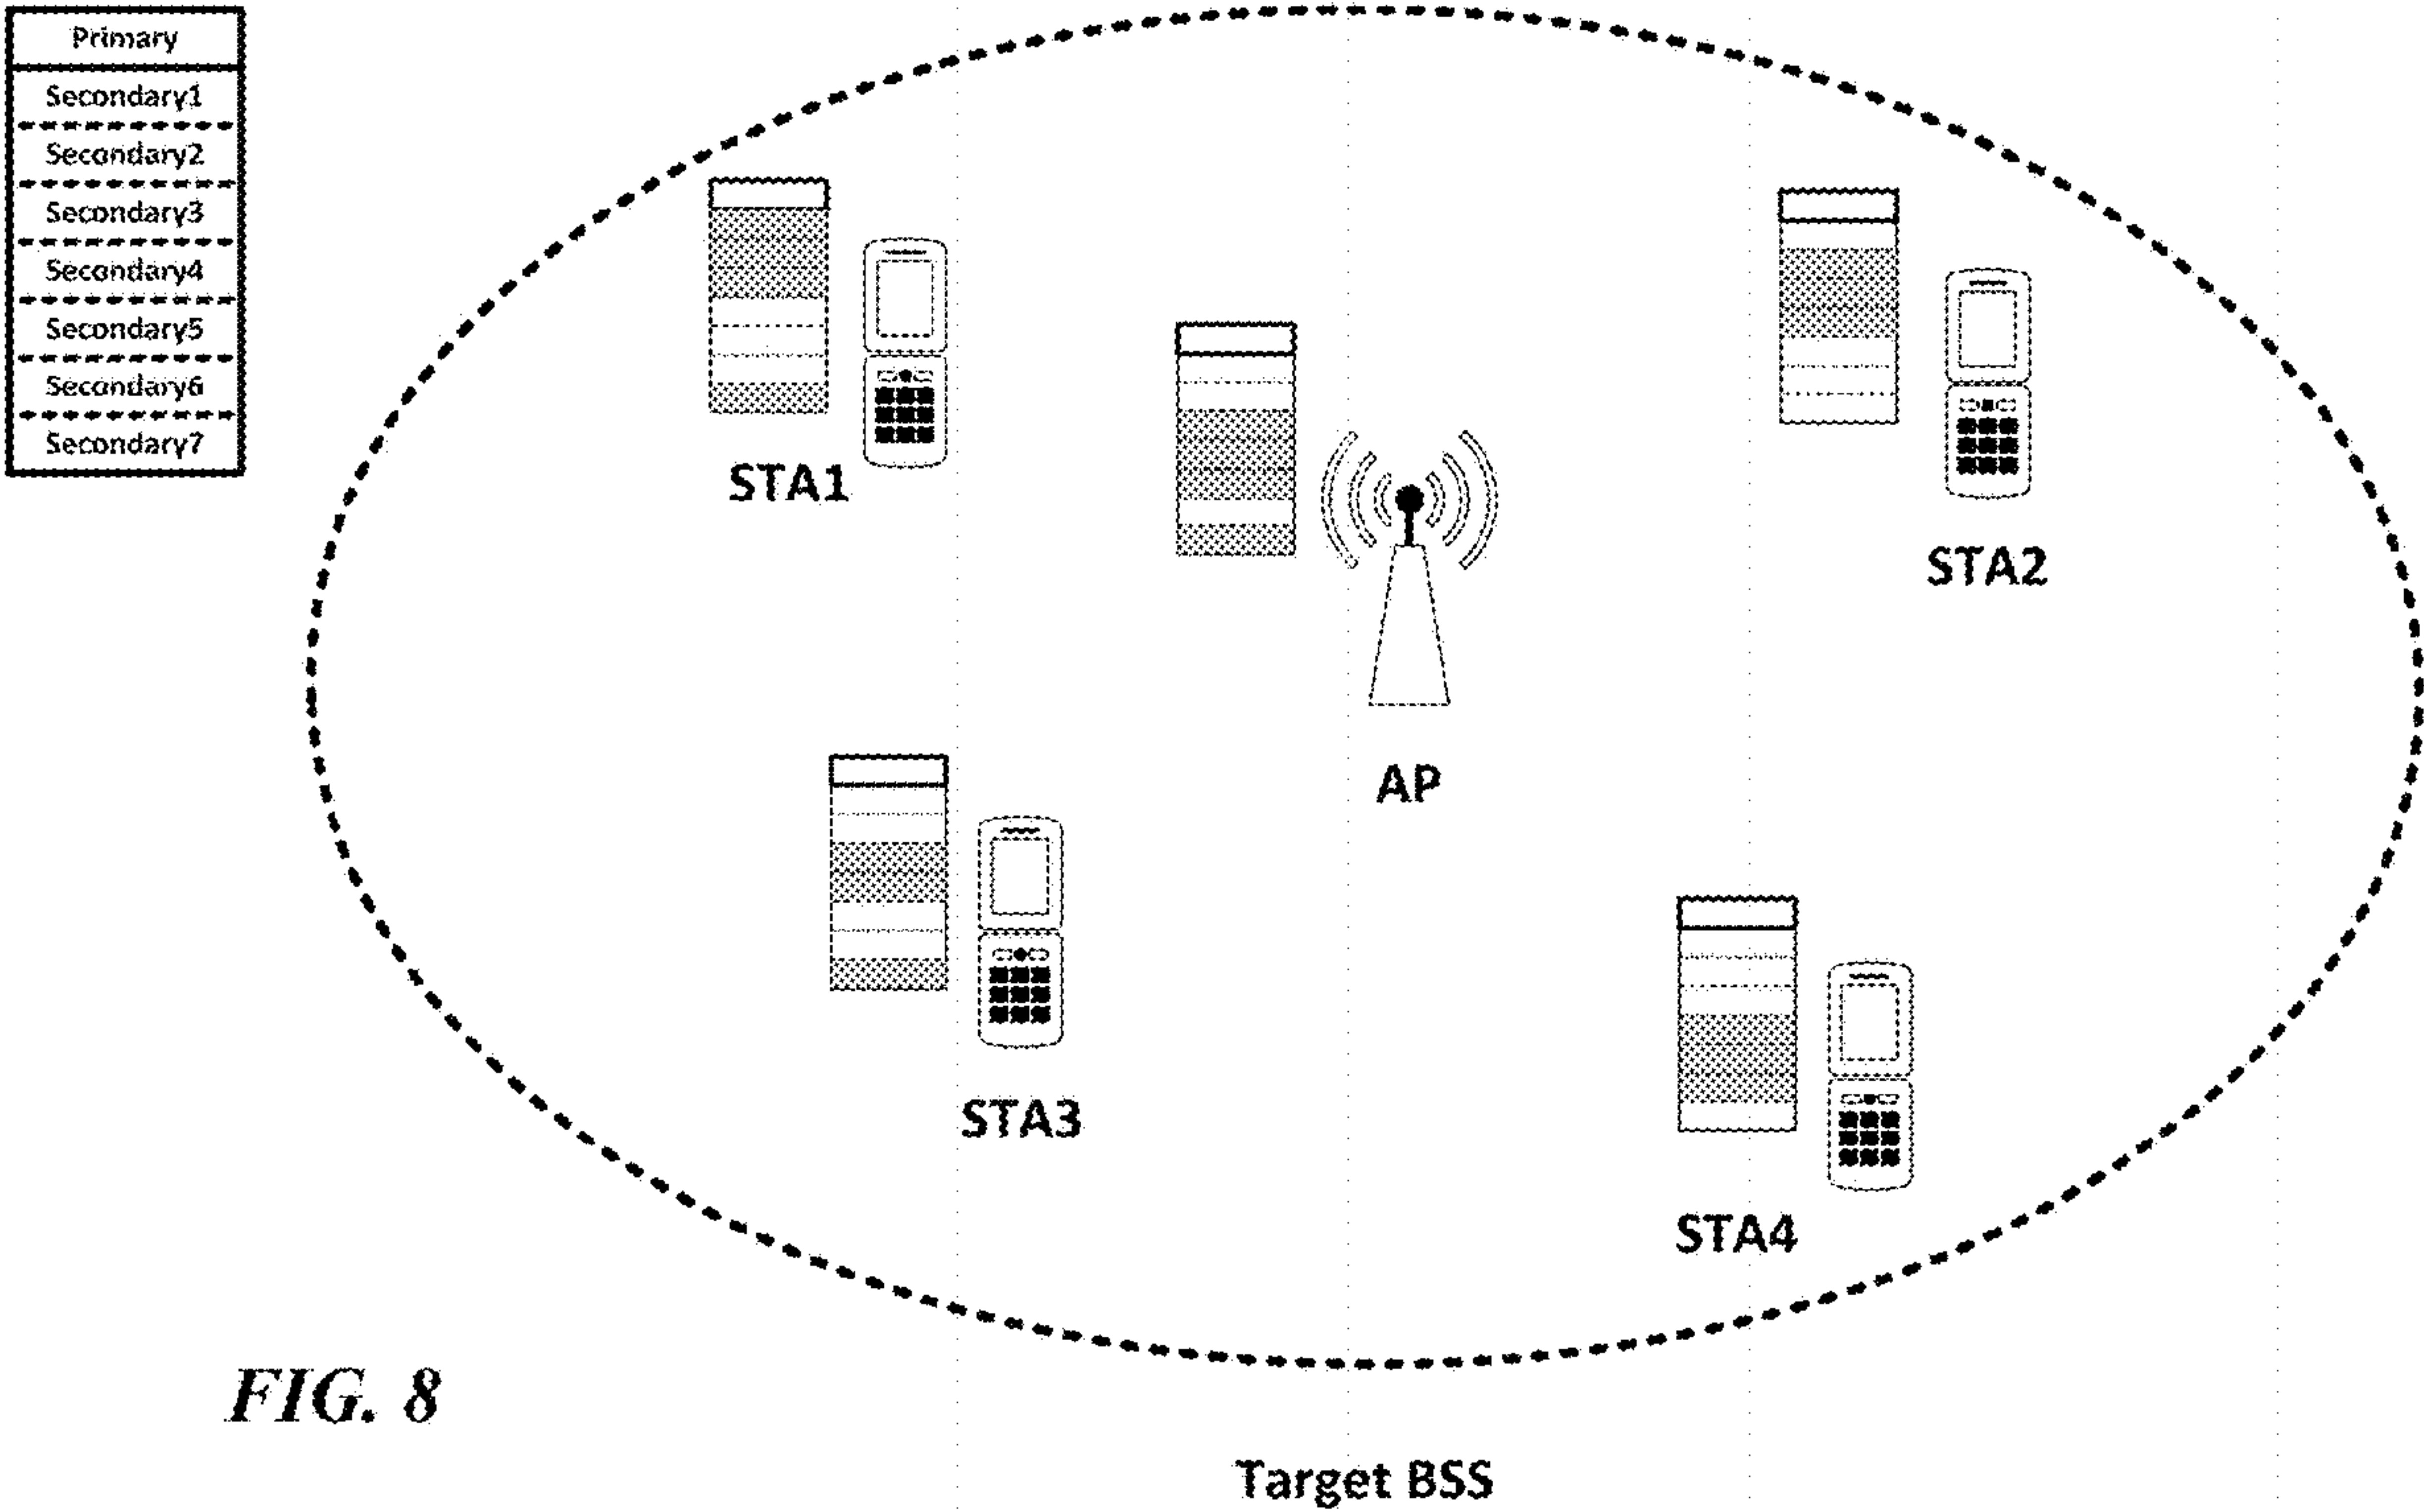 Primary
Secondary1
Secondary2
Secondary3
Secondary4
Secondary5
Secondary6
Secondary7
STA1
STA2
AP
STA3
STA4
FIG. 8
Target BSS